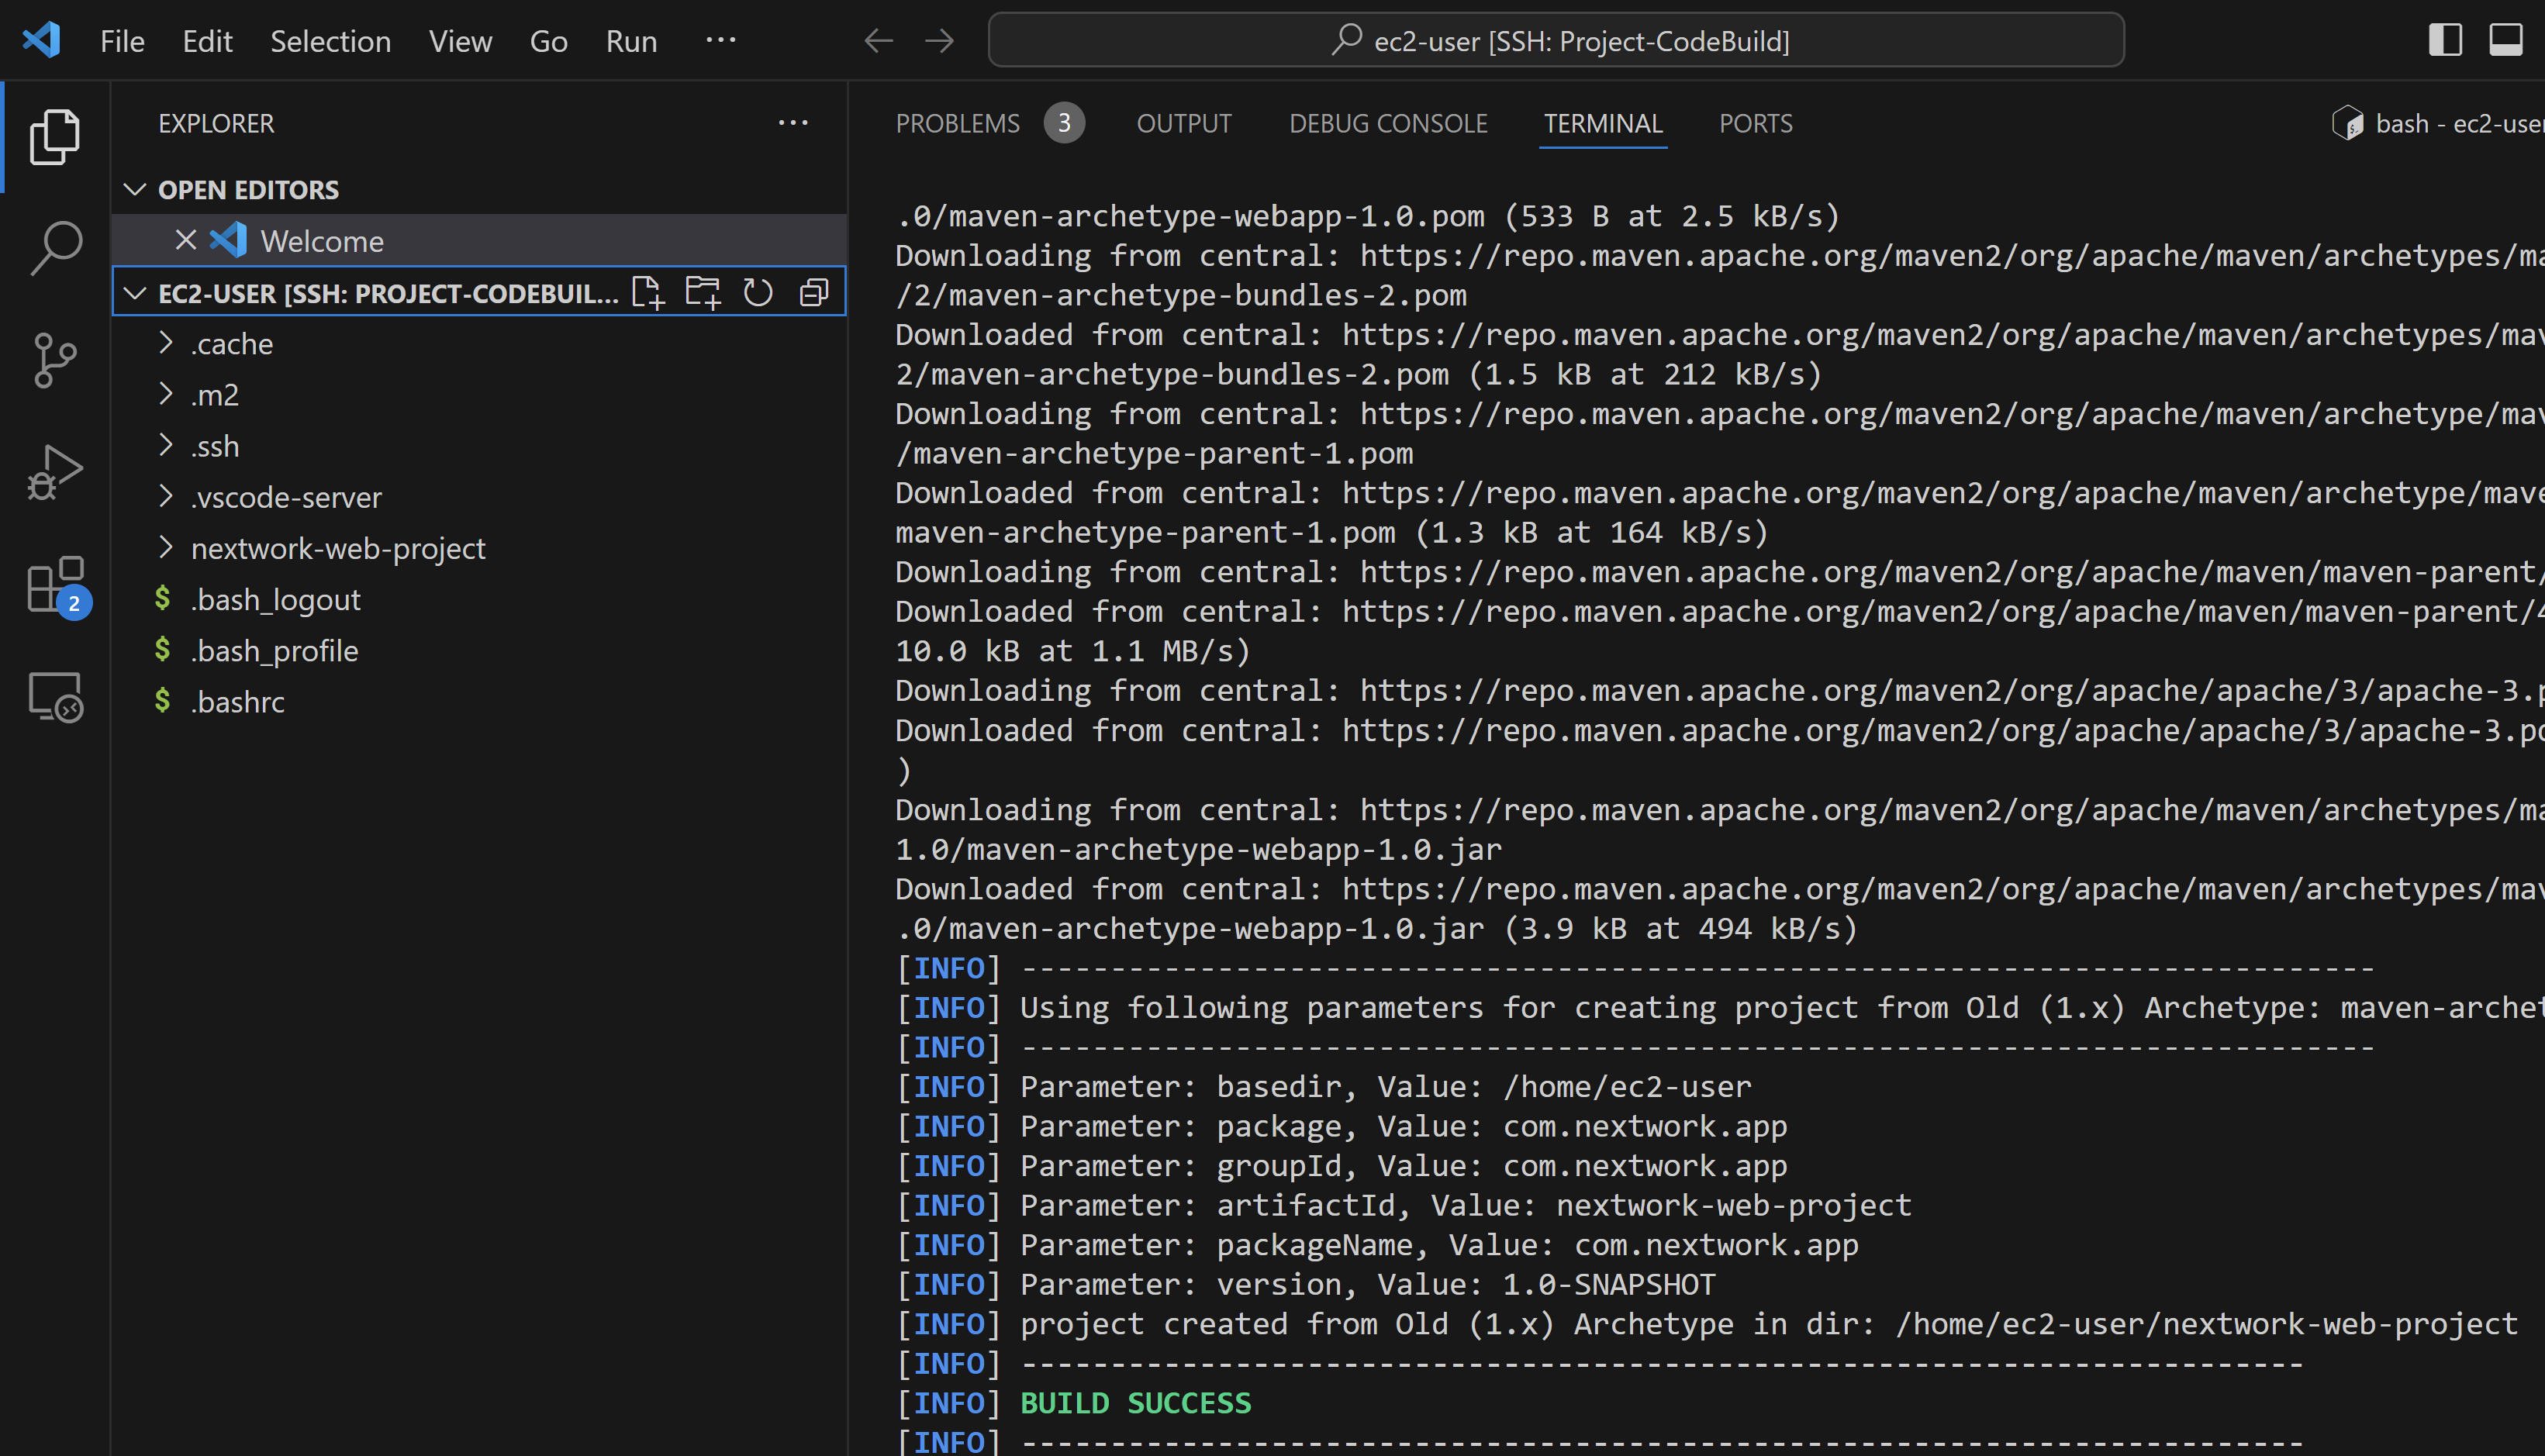 File Edit Selection View Go Run ...
ec2-user [SSH: Project-CodeBuild]
EXPLORER
OPEN EDITORS
Welcome
EC2-USER [SSH: PROJECT-CODEBUIL...
.cache
.m2
.ssh
.vscode-server
nextwork-web-project
$ .bash_logout
$ .bash_profile
$ .bashrc
2
PROBLEMS 3 OUTPUT DEBUG CONSOLE TERMINAL PORTS
bash - ec2-user
.0/maven-archetype-webapp-1.0.pom (533 B at 2.5 kB/s)
Downloading from central: https://repo.maven.apache.org/maven2/org/apache/maven/archetypes/ma
/2/maven-archetype-bundles-2.pom
Downloaded from central: https://repo.maven.apache.org/maven2/org/apache/maven/archetypes/mav
2/maven-archetype-bundles-2.pom (1.5 kB at 212 kB/s)
Downloading from central: https://repo.maven.apache.org/maven2/org/apache/maven/archetype/mav
/maven-archetype-parent-1.pom
Downloaded from central: https://repo.maven.apache.org/maven2/org/apache/maven/archetype/mave
maven-archetype-parent-1.pom (1.3 kB at 164 kB/s)
Downloading from central: https://repo.maven.apache.org/maven2/org/apache/maven/maven-parent/
Downloaded from central: https://repo.maven.apache.org/maven2/org/apache/maven/maven-parent/4
10.0 kB at 1.1 MB/s)
Downloading from central: https://repo.maven.apache.org/maven2/org/apache/apache/3/apache-3.p
Downloaded from central: https://repo.maven.apache.org/maven2/org/apache/apache/3/apache-3.po
)
Downloading from central: https://repo.maven.apache.org/maven2/org/apache/maven/archetypes/ma
1.0/maven-archetype-webapp-1.0.jar
Downloaded from central: https://repo.maven.apache.org/maven2/org/apache/maven/archetypes/mav
.0/maven-archetype-webapp-1.0.jar (3.9 kB at 494 kB/s)
[INFO] ----------------------------------------------------------------------------
[INFO] Using following parameters for creating project from Old (1.x) Archetype: maven-archet
[INFO] ----------------------------------------------------------------------------
[INFO] Parameter: basedir, Value: /home/ec2-user
[INFO] Parameter: package, Value: com.nextwork.app
[INFO] Parameter: groupId, Value: com.nextwork.app
[INFO] Parameter: artifactId, Value: nextwork-web-project
[INFO] Parameter: packageName, Value: com.nextwork.app
[INFO] Parameter: version, Value: 1.0-SNAPSHOT
[INFO] project created from Old (1.x) Archetype in dir: /home/ec2-user/nextwork-web-project
[INFO] ------------------------------------------------------------------------
[INFO] BUILD SUCCESS
[INFO] ------------------------------------------------------------------------